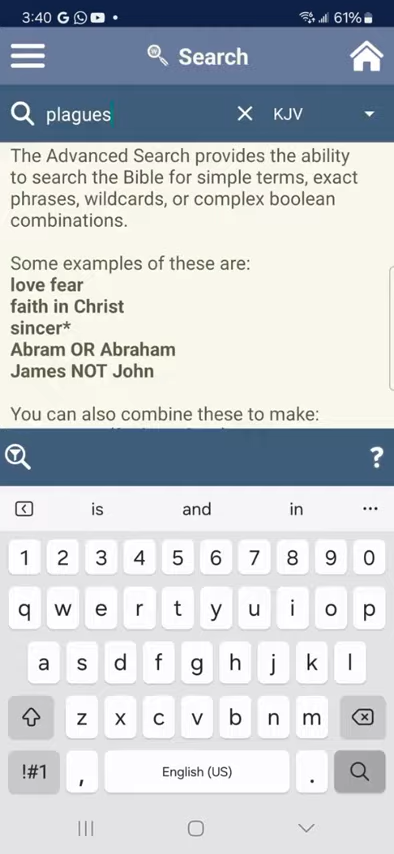 3:40 G 61%
Search
plagues KJV
The Advanced Search provides the ability
to search the Bible for simple terms, exact
phrases, wildcards, or complex boolean
combinations.
Some examples of these are:
love fear
faith in Christ
sincer*
Abram OR Abraham
James NOT John
You can also combine these to make:
?
is and in ...
1 2 3 4 5 6 7 8 9 0
q w e r t y u i o p
a s d f g h j k l
z x c v b n m
!#1 , English (US) .